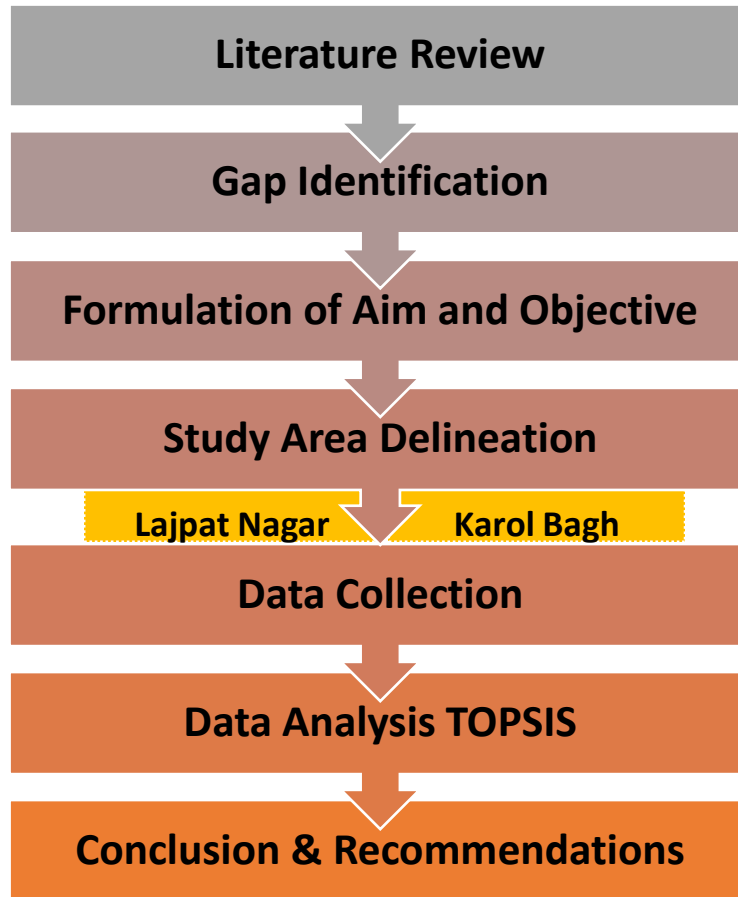 Literature Review
Gap Identification
Formulation of Aim and Objective
Study Area Delineation
Lajpat Nagar Karol Bagh
Data Collection
Data Analysis TOPSIS
Conclusion & Recommendations